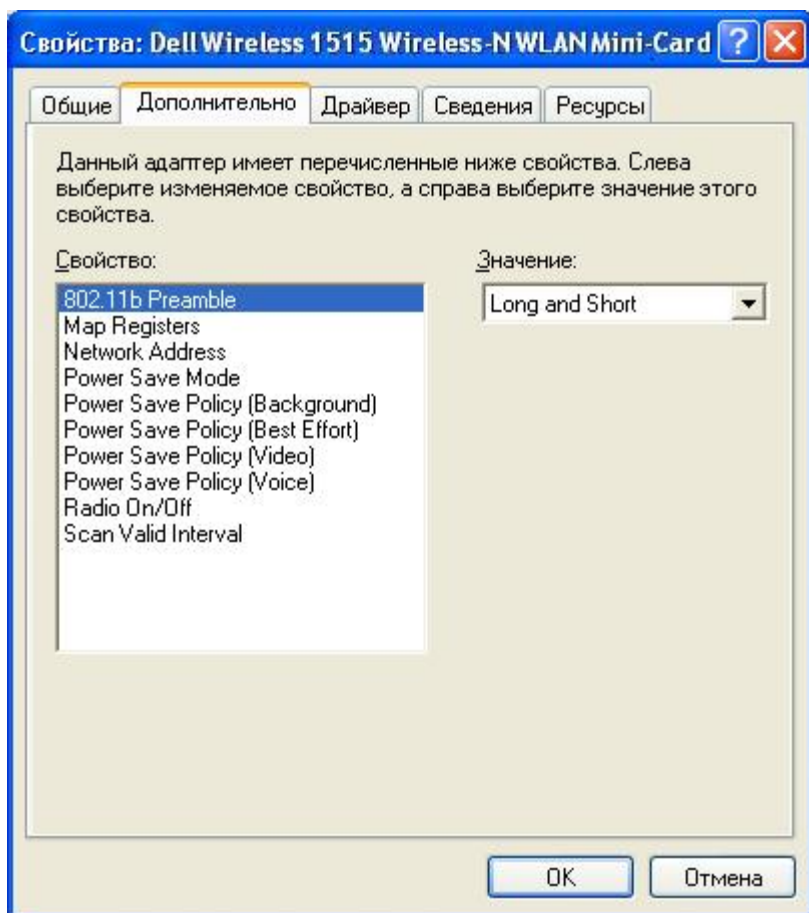 Свойства: Dell Wireless 1515 Wireless-N WLAN Mini-Card
Общие Дополнительно Драйвер Сведения Ресурсы
Данный адаптер имеет перечисленные ниже свойства. Слева
выберите изменяемое свойство, а справа выберите значение этого
свойства.
Свойство:
802.11b Preamble
Map Registers
Network Address
Power Save Mode
Power Save Policy (Background)
Power Save Policy (Best Effort)
Power Save Policy (Video)
Power Save Policy (Voice)
Radio On/Off
Scan Valid Interval
Значение:
Long and Short
OK Отмена